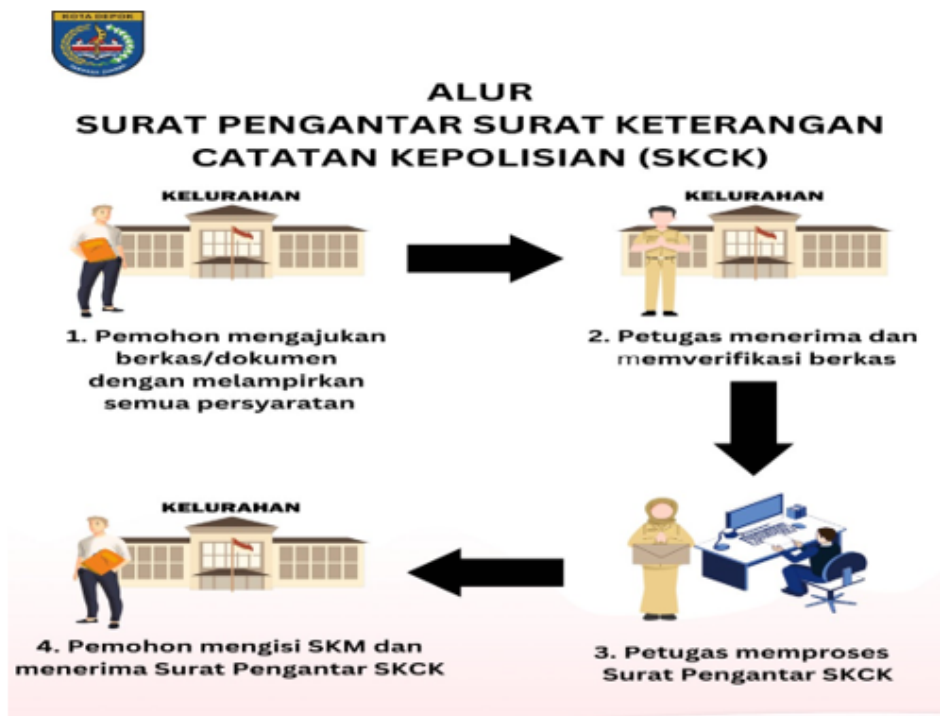 KOTA DEPOK
ALUR
SURAT PENGANTAR SURAT KETERANGAN
CATATAN KEPOLISIAN (SKCK)
KELURAHAN
1. Pemohon mengajukan
berkas/dokumen
dengan melampirkan
semua persyaratan
KELURAHAN
2. Petugas menerima dan
memverifikasi berkas
3. Petugas memproses
Surat Pengantar SKCK
KELURAHAN
4. Pemohon mengisi SKM dan
menerima Surat Pengantar SKCK